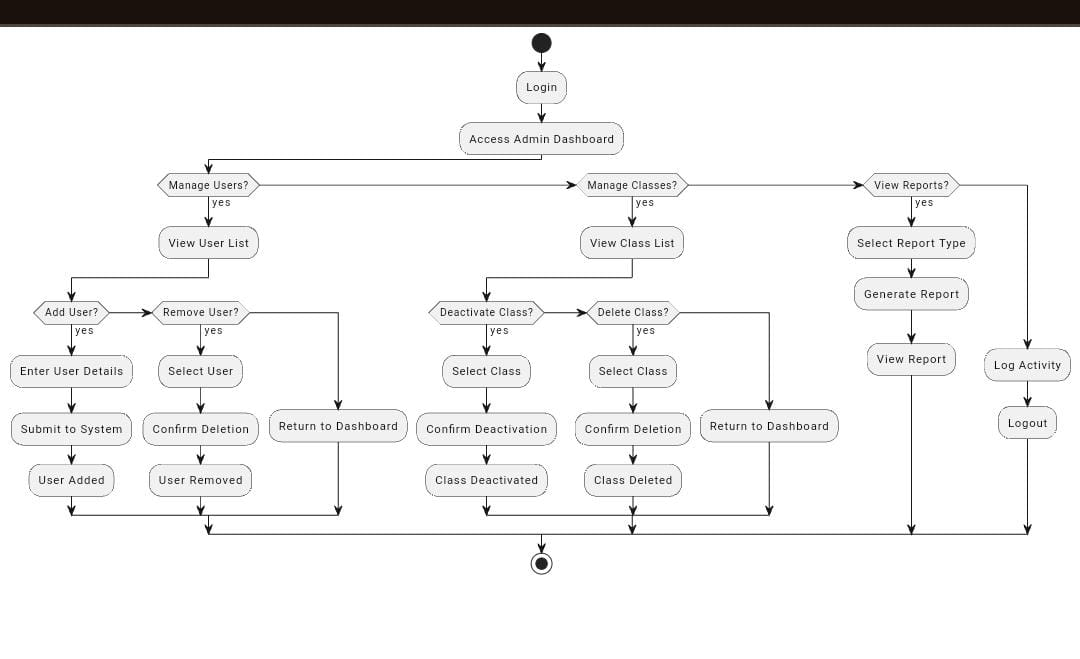 Login
Access Admin Dashboard
Manage Users?
Manage Classes?
View Reports?
yes
yes
yes
View User List
View Class List
Select Report Type
Generate Report
Add User?
Remove User?
Deactivate Class?
Delete Class?
yes
yes
yes
yes
View Report
Log Activity
Enter User Details
Select User
Select Class
Select Class
Return to Dashboard
Return to Dashboard
Logout
Submit to System
Confirm Deletion
Confirm Deactivation
Confirm Deletion
User Added
User Removed
Class Deactivated
Class Deleted